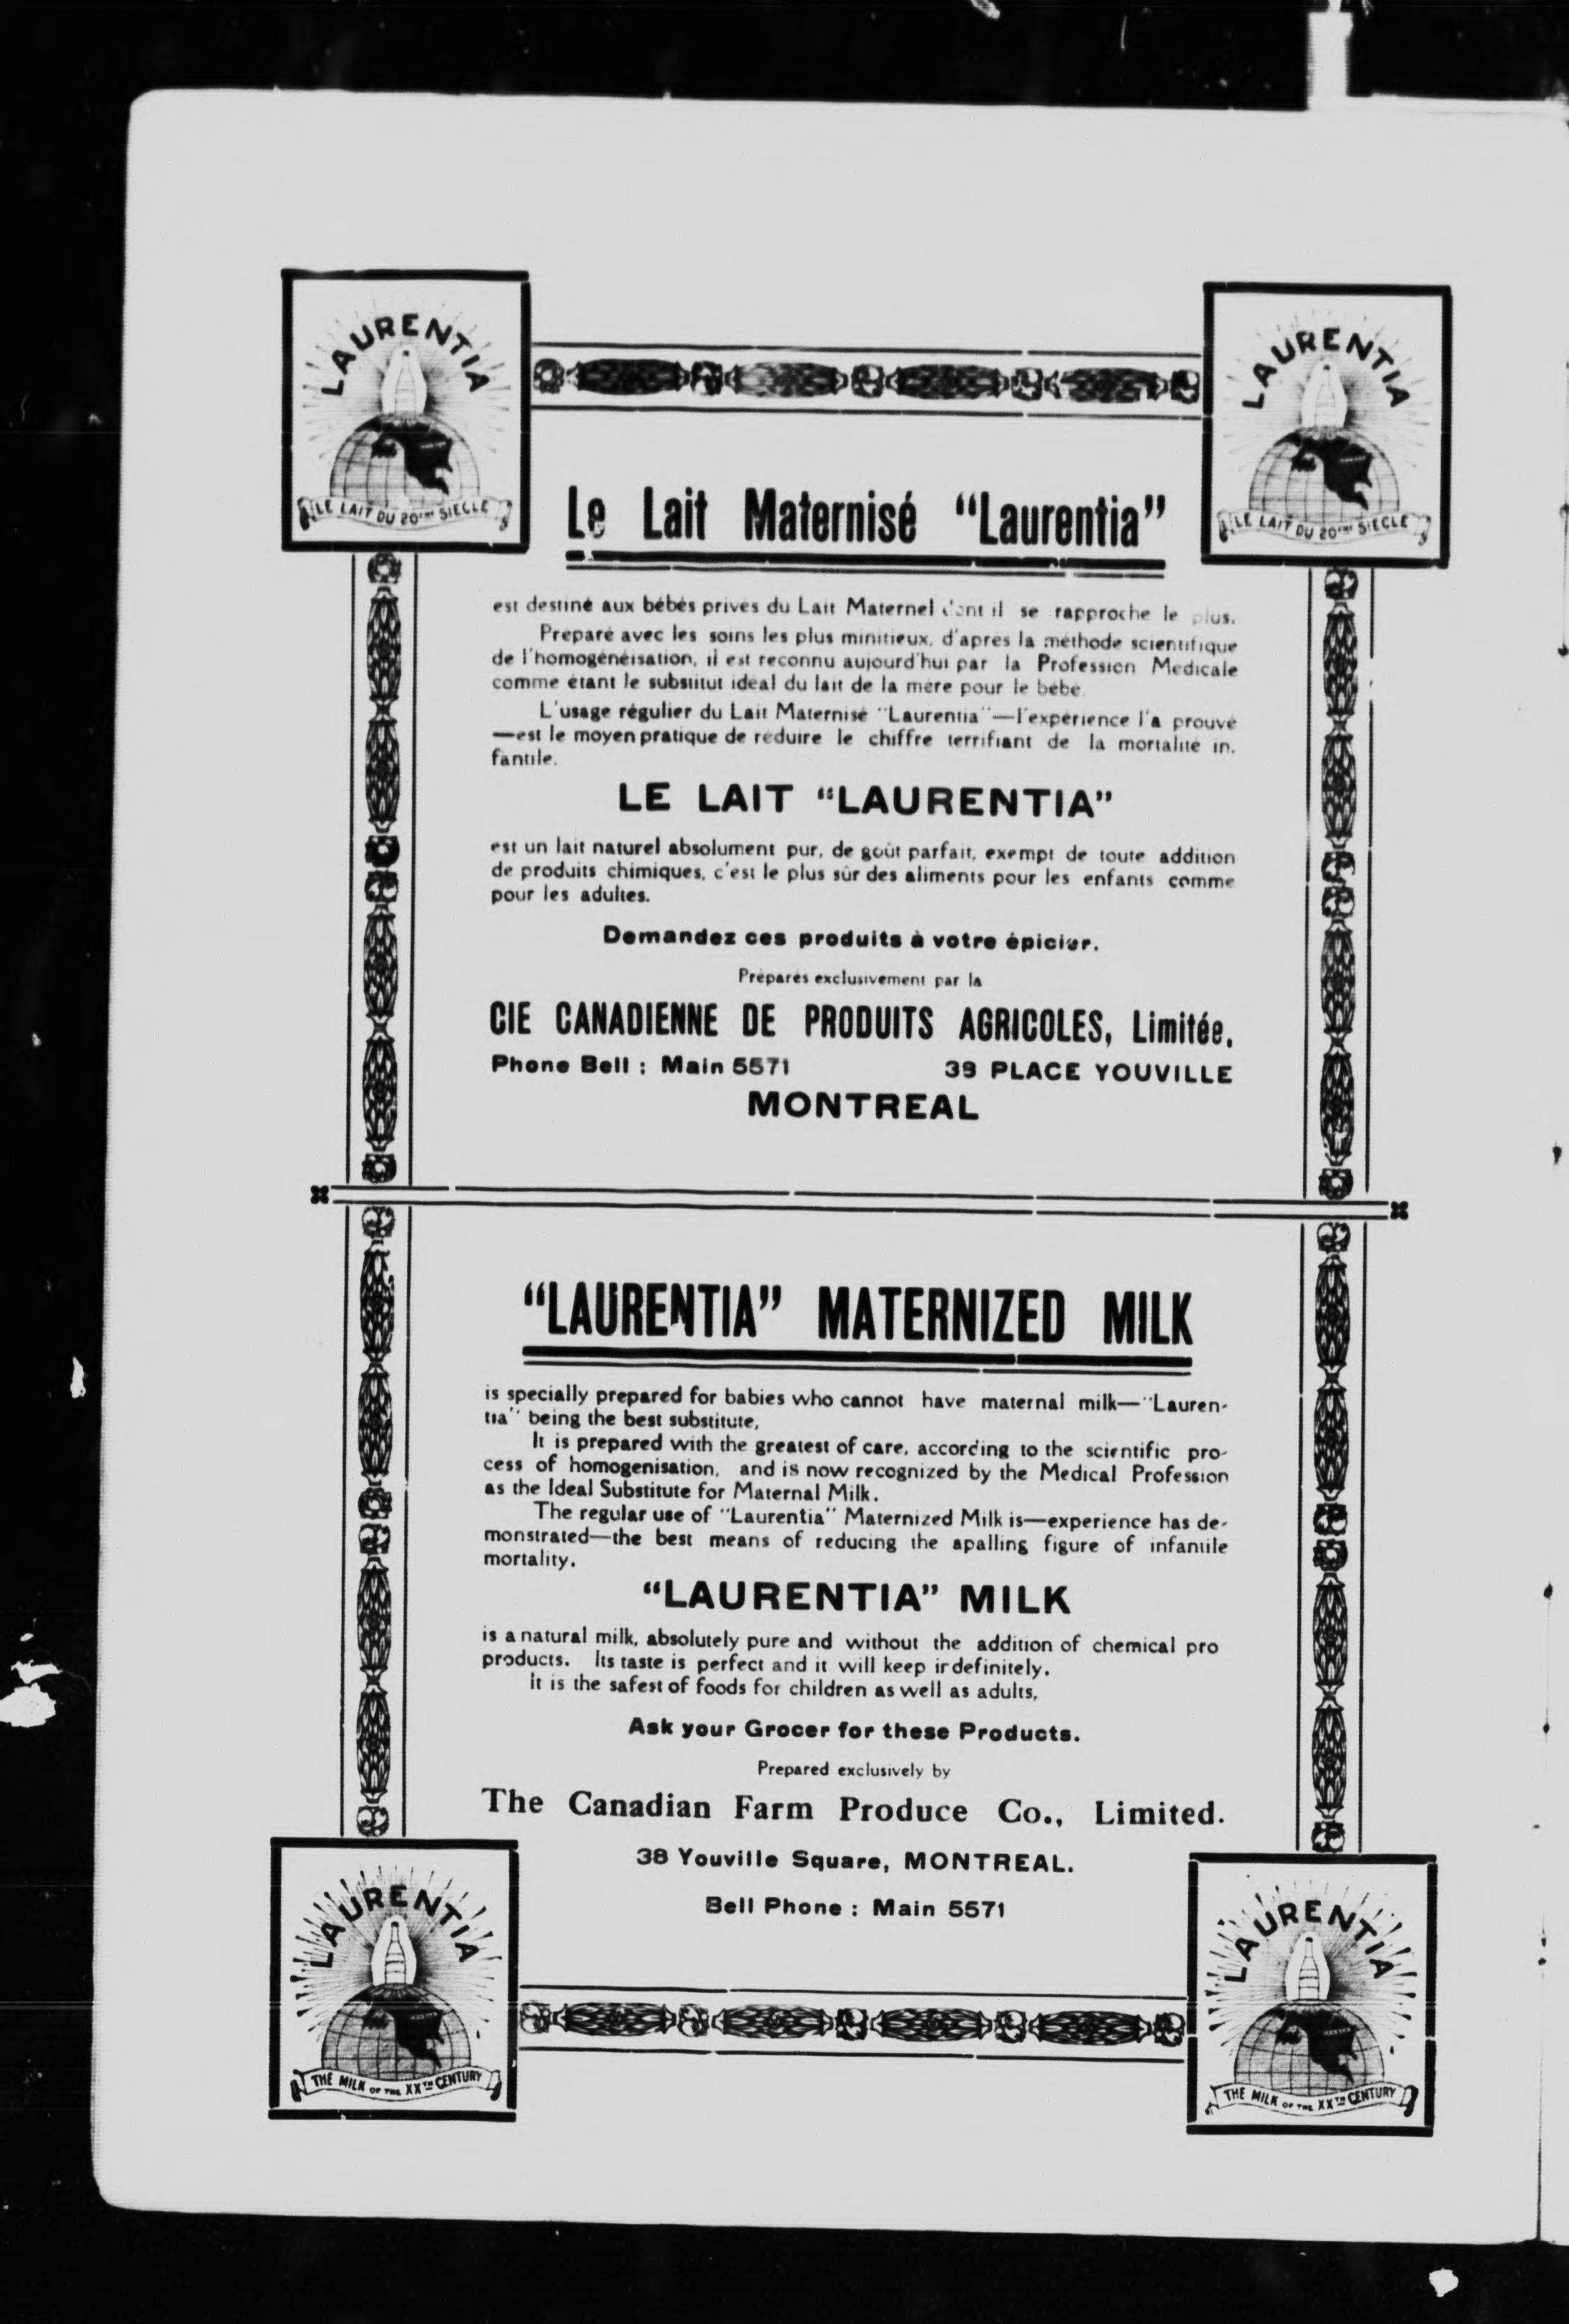 LAURENTIA
LE LAIT DU 20ᵐᵉ SIECLE
LAURENTIA
LE LAIT DU 20ᵐᵉ SIECLE
Le Lait Maternisé “Laurentia”
est destiné aux bébés privés du Lait Maternel dont il se rapproche le plus.
Préparé avec les soins les plus minitieux, d'après la méthode scientifique
de l'homogénéisation, il est reconnu aujourd'hui par la Profession Medicale
comme étant le substitut idéal du lait de la mère pour le bébé.
L'usage régulier du Lait Maternisé “Laurentia”—l'expérience l'a prouvé
—est le moyen pratique de réduire le chiffre terrifiant de la mortalité in.
fantile.
LE LAIT “LAURENTIA”
est un lait naturel absolument pur, de goût parfait, exempt de toute addition
de produits chimiques, c'est le plus sûr des aliments pour les enfants comme
pour les adultes.
Demandez ces produits à votre épicier.
Préparés exclusivement par la
CIE CANADIENNE DE PRODUITS AGRICOLES, Limitée.
Phone Bell : Main 5571 39 PLACE YOUVILLE
MONTREAL
“LAURENTIA” MATERNIZED MILK
is specially prepared for babies who cannot have maternal milk—“Lauren-
tia” being the best substitute,
It is prepared with the greatest of care, according to the scientific pro-
cess of homogenisation, and is now recognized by the Medical Profession
as the Ideal Substitute for Maternal Milk.
The regular use of “Laurentia” Maternized Milk is—experience has de-
monstrated—the best means of reducing the apalling figure of infantile
mortality.
“LAURENTIA” MILK
is a natural milk, absolutely pure and without the addition of chemical pro
products. Its taste is perfect and it will keep irdefinitely.
It is the safest of foods for children as well as adults,
Ask your Grocer for these Products.
Prepared exclusively by
The Canadian Farm Produce Co., Limited.
38 Youville Square, MONTREAL.
Bell Phone : Main 5571
LAURENTIA
THE MILK OF THE XXTH CENTURY
LAURENTIA
THE MILK OF THE XXTH CENTURY